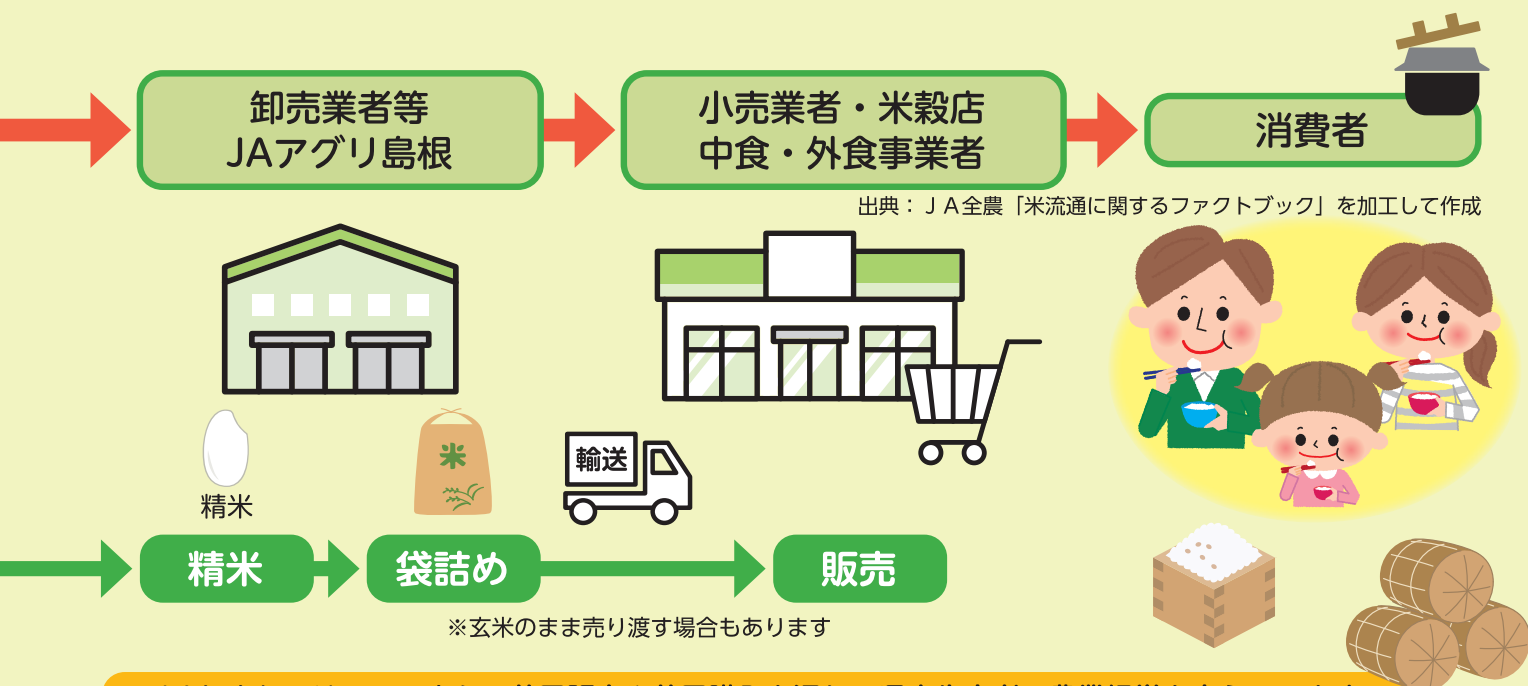 卸売業者等
JAアグリ島根
小売業者・米穀店
中食・外食事業者
消費者
出典：ＪＡ全農「米流通に関するファクトブック」を加工して作成
米
輸送
精米
精米
袋詰め
販売
※玄米のまま売り渡す場合もあります